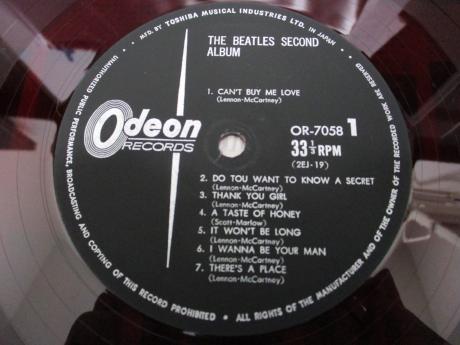 MFD. BY TOSHIBA MUSICAL INDUSTRIES LTD. IN JAPAN
THE BEATLES SECOND
ALBUM
1. CAN'T BUY ME LOVE
(Lennon-McCartney)
Odeon
RECORDS
OR-7058 1
33⅓ RPM
(2EJ-19)
2. DO TOU WANT TO KNOW A SECRET
(Lennon-McCartney)
3. THANK YOU GIRL
(Lennon-McCartney)
4. A TASTE OF HONEY
(Scott-Marlow)
5. IT WON'T BE LONG
(Lennon-McCartney)
6. I WANNA BE YOUR MAN
(Lennon-McCartney)
7. THERE'S A PLACE
(Lennon-McCartney)
UNAUTHORIZED PUBLIC PERFORMANCE, BROADCASTING AND COPYING OF THIS RECORD PROHIBITED • ALL RIGHTS OF THE MANUFACTURER AND OF THE OWNER OF THE RECORDED WORK ARE RESERVED